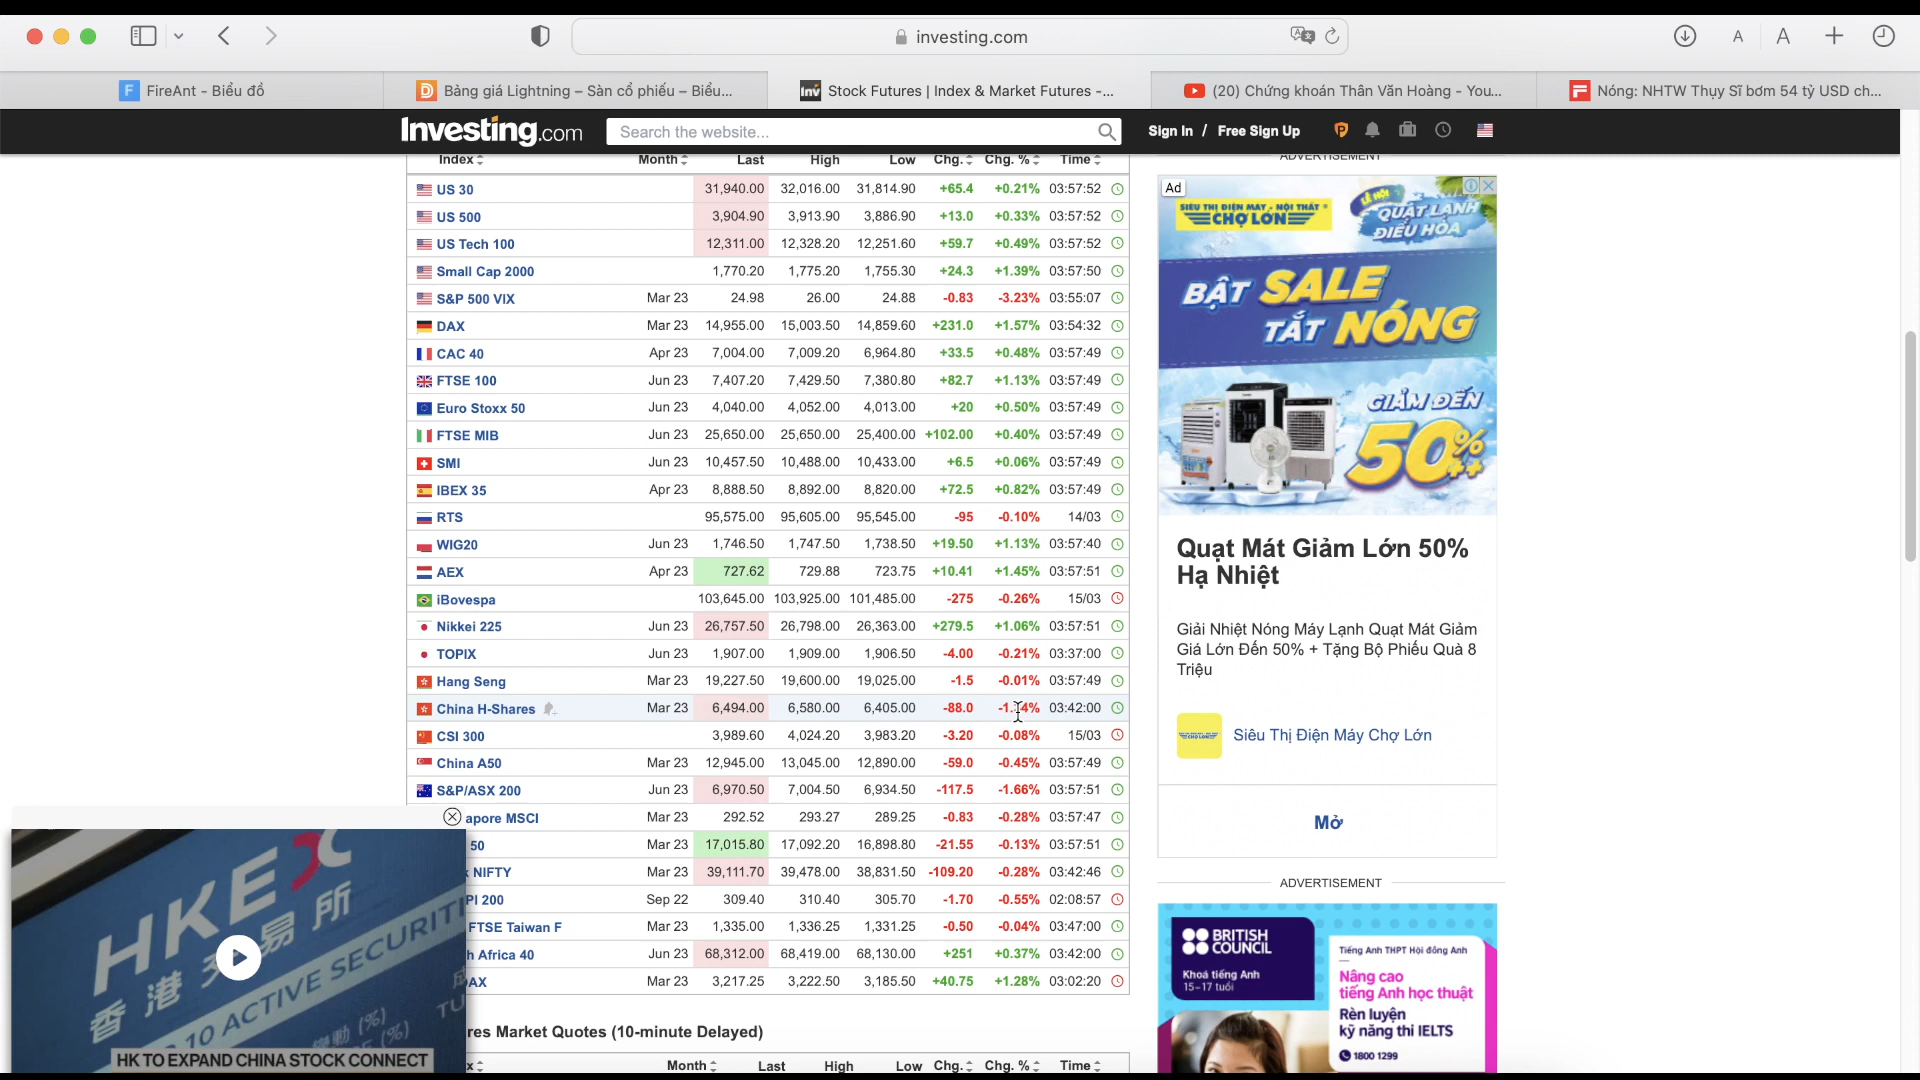 investing.com
FireAnt - Biểu đồ
Bảng giá Lightning – Sàn cổ phiếu – Biểu...
Stock Futures | Index & Market Futures -...
(20) Chứng khoán Thân Văn Hoàng - You...
Nóng: NHTW Thụy Sĩ bơm 54 tỷ USD ch...
Investing.com
Search the website...
Sign In / Free Sign Up
Index Month Last High Low Chg. Chg. % Time
US 30 31,940.00 32,016.00 31,814.90 +65.4 +0.21% 03:57:52
US 500 3,904.90 3,913.90 3,886.90 +13.0 +0.33% 03:57:52
US Tech 100 12,311.00 12,328.20 12,251.60 +59.7 +0.49% 03:57:52
Small Cap 2000 1,770.20 1,775.20 1,755.30 +24.3 +1.39% 03:57:50
S&P 500 VIX Mar 23 24.98 26.00 24.88 -0.83 -3.23% 03:55:07
DAX Mar 23 14,955.00 15,003.50 14,859.60 +231.0 +1.57% 03:54:32
CAC 40 Apr 23 7,004.00 7,009.20 6,964.80 +33.5 +0.48% 03:57:49
FTSE 100 Jun 23 7,407.20 7,429.50 7,380.80 +82.7 +1.13% 03:57:49
Euro Stoxx 50 Jun 23 4,040.00 4,052.00 4,013.00 +20 +0.50% 03:57:49
FTSE MIB Jun 23 25,650.00 25,650.00 25,400.00 +102.00 +0.40% 03:57:49
SMI Jun 23 10,457.50 10,488.00 10,433.00 +6.5 +0.06% 03:57:49
IBEX 35 Apr 23 8,888.50 8,892.00 8,820.00 +72.5 +0.82% 03:57:49
RTS 95,575.00 95,605.00 95,545.00 -95 -0.10% 14/03
WIG20 Jun 23 1,746.50 1,747.50 1,738.50 +19.50 +1.13% 03:57:40
AEX Apr 23 727.62 729.88 723.75 +10.41 +1.45% 03:57:51
iBovespa 103,645.00 103,925.00 101,485.00 -275 -0.26% 15/03
Nikkei 225 Jun 23 26,757.50 26,798.00 26,363.00 +279.5 +1.06% 03:57:51
TOPIX Jun 23 1,907.00 1,909.00 1,906.50 -4.00 -0.21% 03:37:00
Hang Seng Mar 23 19,227.50 19,600.00 19,025.00 -1.5 -0.01% 03:57:49
China H-Shares Mar 23 6,494.00 6,580.00 6,405.00 -88.0 03:42:00
CSI 300 3,989.60 4,024.20 3,983.20 -3.20 -0.08% 15/03
China A50 Mar 23 12,945.00 13,045.00 12,890.00 -59.0 -0.45% 03:57:49
S&P/ASX 200 Jun 23 6,970.50 7,004.50 6,934.50 -117.5 -1.66% 03:57:51
apore MSCI Mar 23 292.52 293.27 289.25 -0.83 -0.28% 03:57:47
50 Mar 23 17,015.80 17,092.20 16,898.80 -21.55 -0.13% 03:57:51
NIFTY Mar 23 39,111.70 39,478.00 38,831.50 -109.20 -0.28% 03:42:46
PI 200 Sep 22 309.40 310.40 305.70 -1.70 -0.55% 02:08:57
FTSE Taiwan F Mar 23 1,335.00 1,336.25 1,331.25 -0.50 -0.04% 03:47:00
h Africa 40 Jun 23 68,312.00 68,419.00 68,130.00 +251 +0.37% 03:42:00
AX Mar 23 3,217.25 3,222.50 3,185.50 +40.75 +1.28% 03:02:20
res Market Quotes (10-minute Delayed)
x Month Last High Low Chg. Chg. % Time
HKEX
香港 交易所
10 ACTIVE SECURITI
HK TO EXPAND CHINA STOCK CONNECT
ADVERTISEMENT
Ad
SIÊU THỊ ĐIỆN MÁY - NỘI THẤT
CHỢ LỚN
LỄ HỘI
QUẠT LẠNH
ĐIỀU HÒA
BẬT SALE
TẮT NÓNG
GIẢM ĐẾN
50%++
Quạt Mát Giảm Lớn 50%
Hạ Nhiệt
Giải Nhiệt Nóng Máy Lạnh Quạt Mát Giảm
Giá Lớn Đến 50% + Tặng Bộ Phiếu Quà 8
Triệu
Siêu Thị Điện Máy Chợ Lớn
Mở
ADVERTISEMENT
BRITISH
COUNCIL
Khoá tiếng Anh
15-17 tuổi
Tiếng Anh THPT Hội đồng Anh
Nâng cao
tiếng Anh học thuật
Rèn luyện
kỹ năng thi IELTS
1800 1299